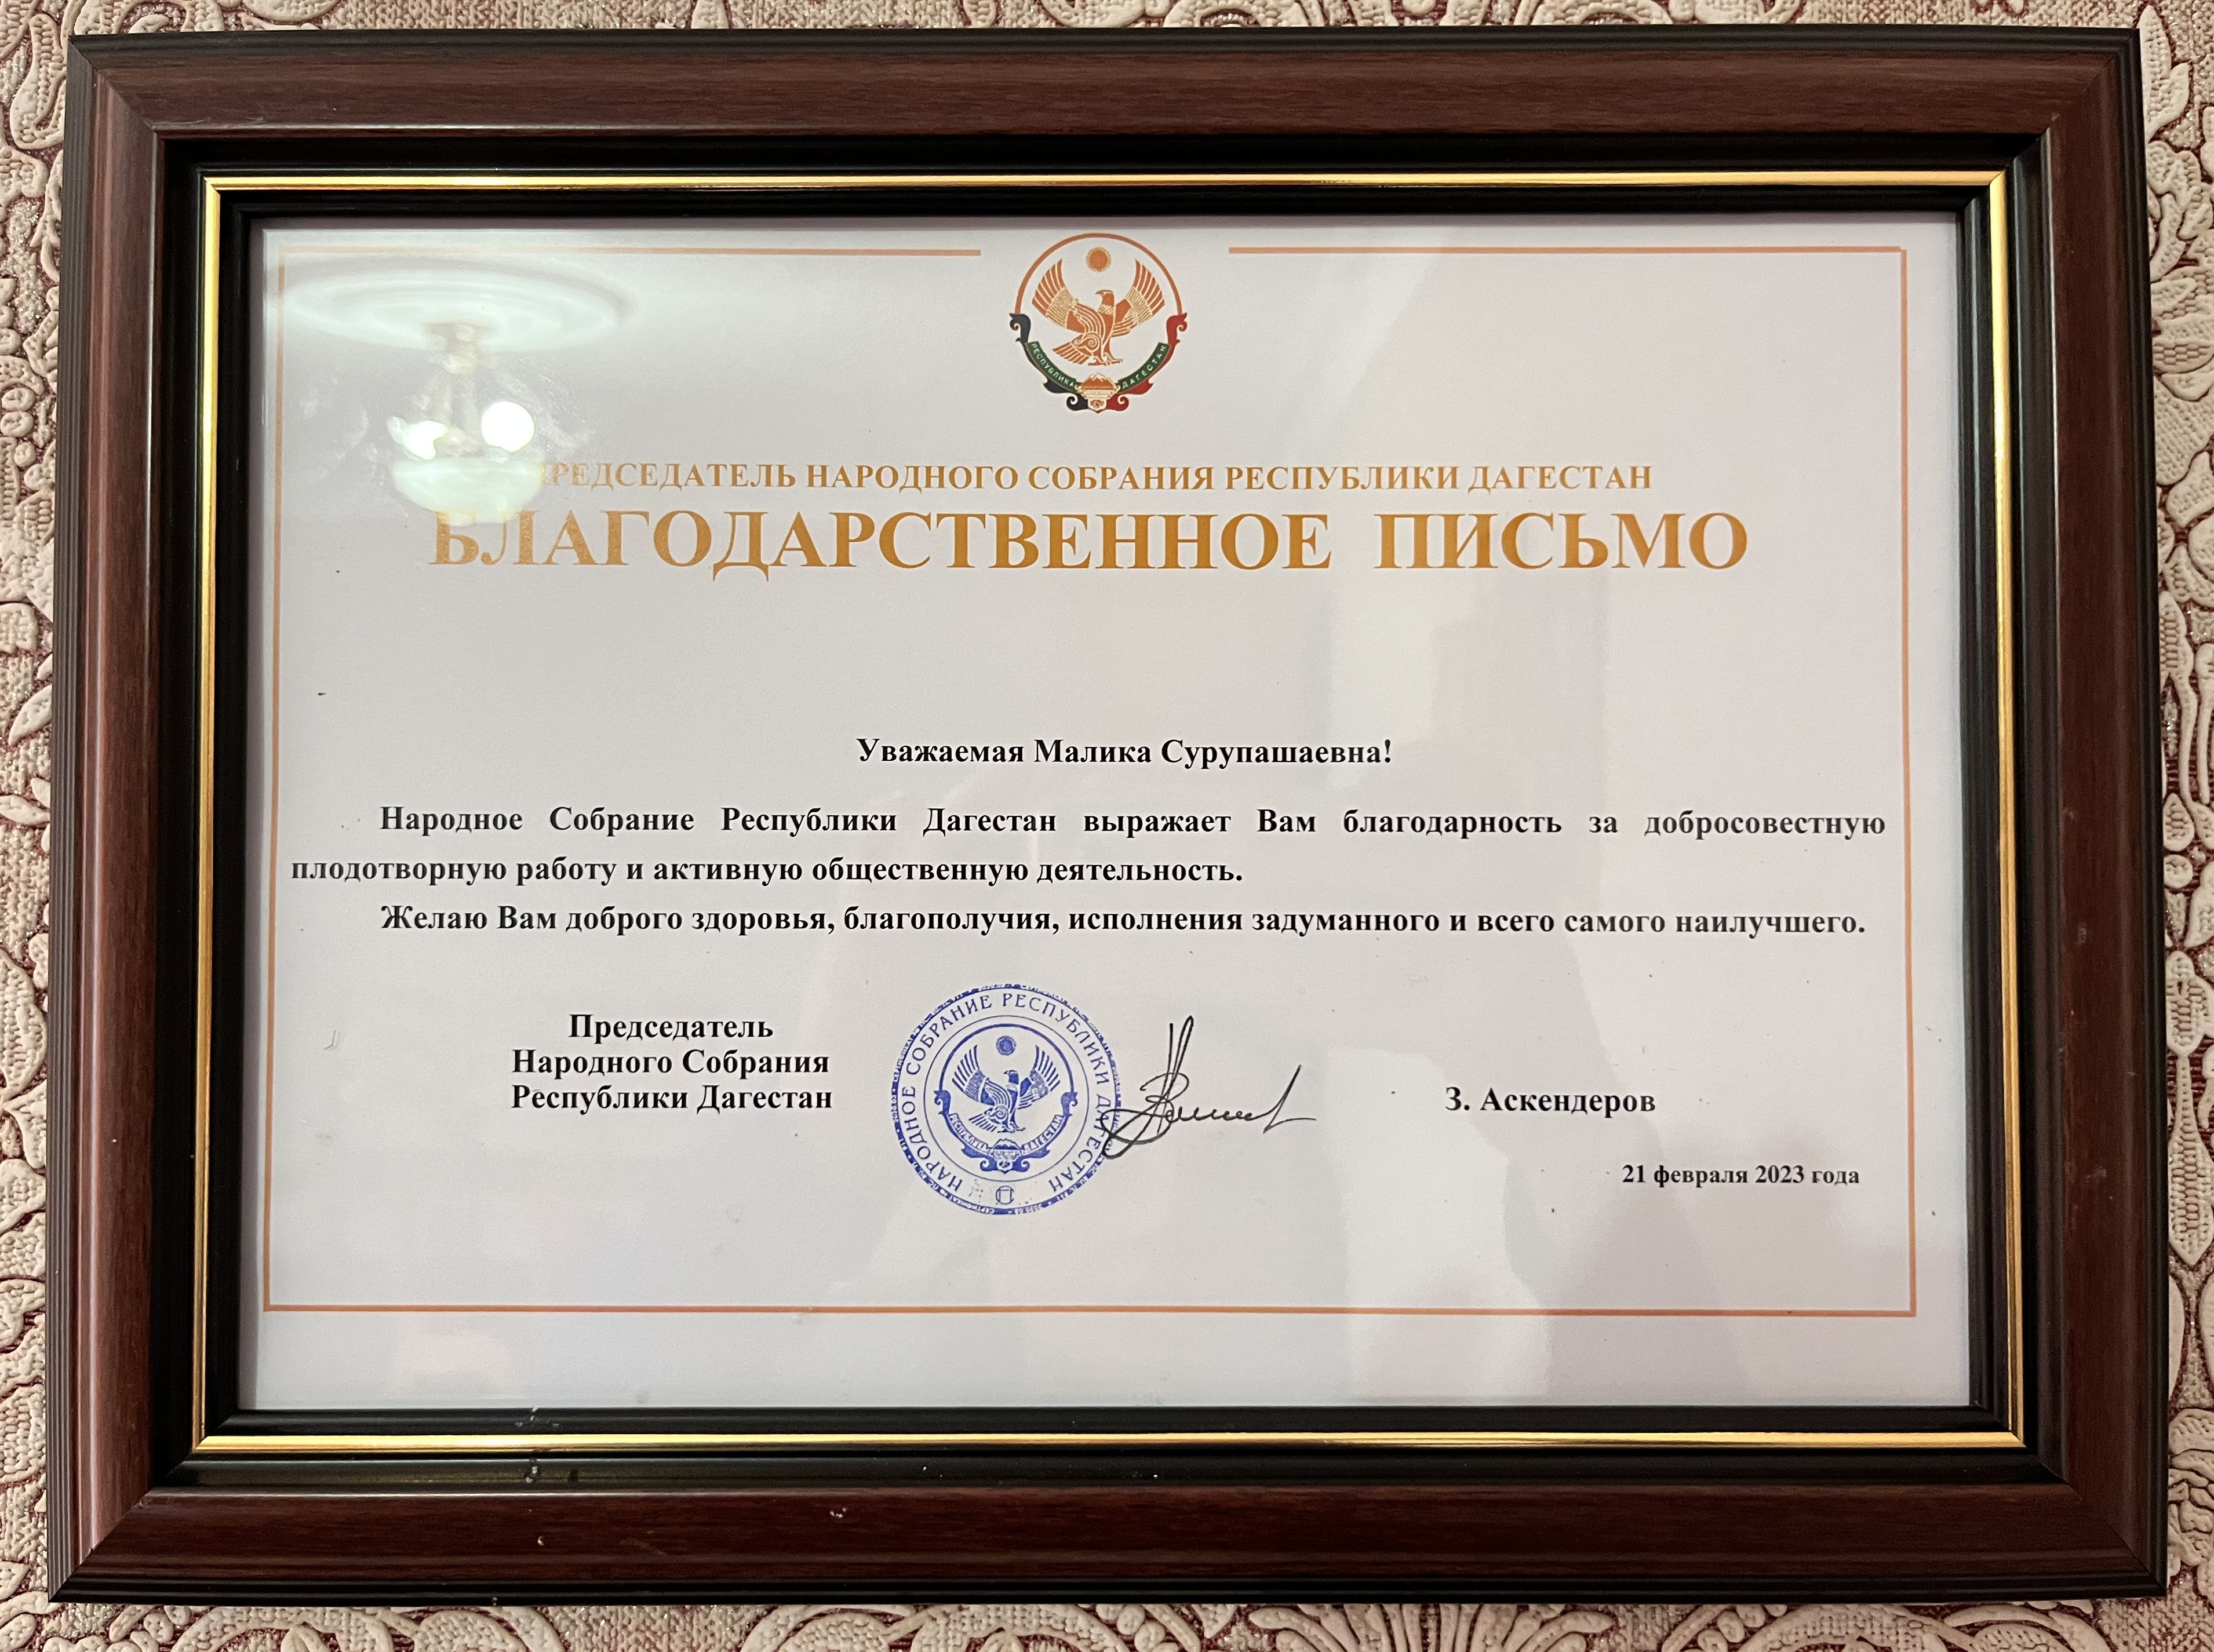 РЕСПУБЛИКА ДАГЕСТАН
ПРЕДСЕДАТЕЛЬ НАРОДНОГО СОБРАНИЯ РЕСПУБЛИКИ ДАГЕСТАН
БЛАГОДАРСТВЕННОЕ ПИСЬМО
Уважаемая Малика Сурупашаевна!
Народное Собрание Республики Дагестан выражает Вам благодарность за добросовестную
плодотворную работу и активную общественную деятельность.
Желаю Вам доброго здоровья, благополучия, исполнения задуманного и всего самого наилучшего.
Председатель
Народного Собрания
Республики Дагестан
НАРОДНОЕ СОБРАНИЕ РЕСПУБЛИКИ ДАГЕСТАН
З. Аскендеров
21 февраля 2023 года